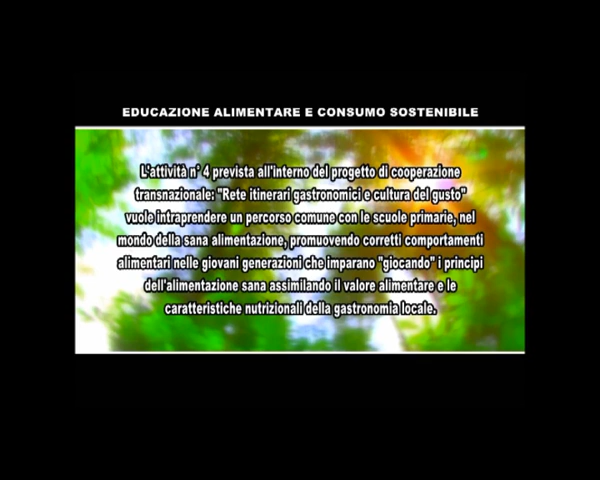 EDUCAZIONE ALIMENTARE E CONSUMO SOSTENIBILE
L'attività n° 4 prevista all'interno del progetto di cooperazione
transnazionale: "Rete itinerari gastronomici e cultura del gusto"
vuole intraprendere un percorso comune con le scuole primarie, nel
mondo della sana alimentazione, promuovendo corretti comportamenti
alimentari nelle giovani generazioni che imparano "giocando" i principi
dell'alimentazione sana assimilando il valore alimentare e le
caratteristiche nutrizionali della gastronomia locale.